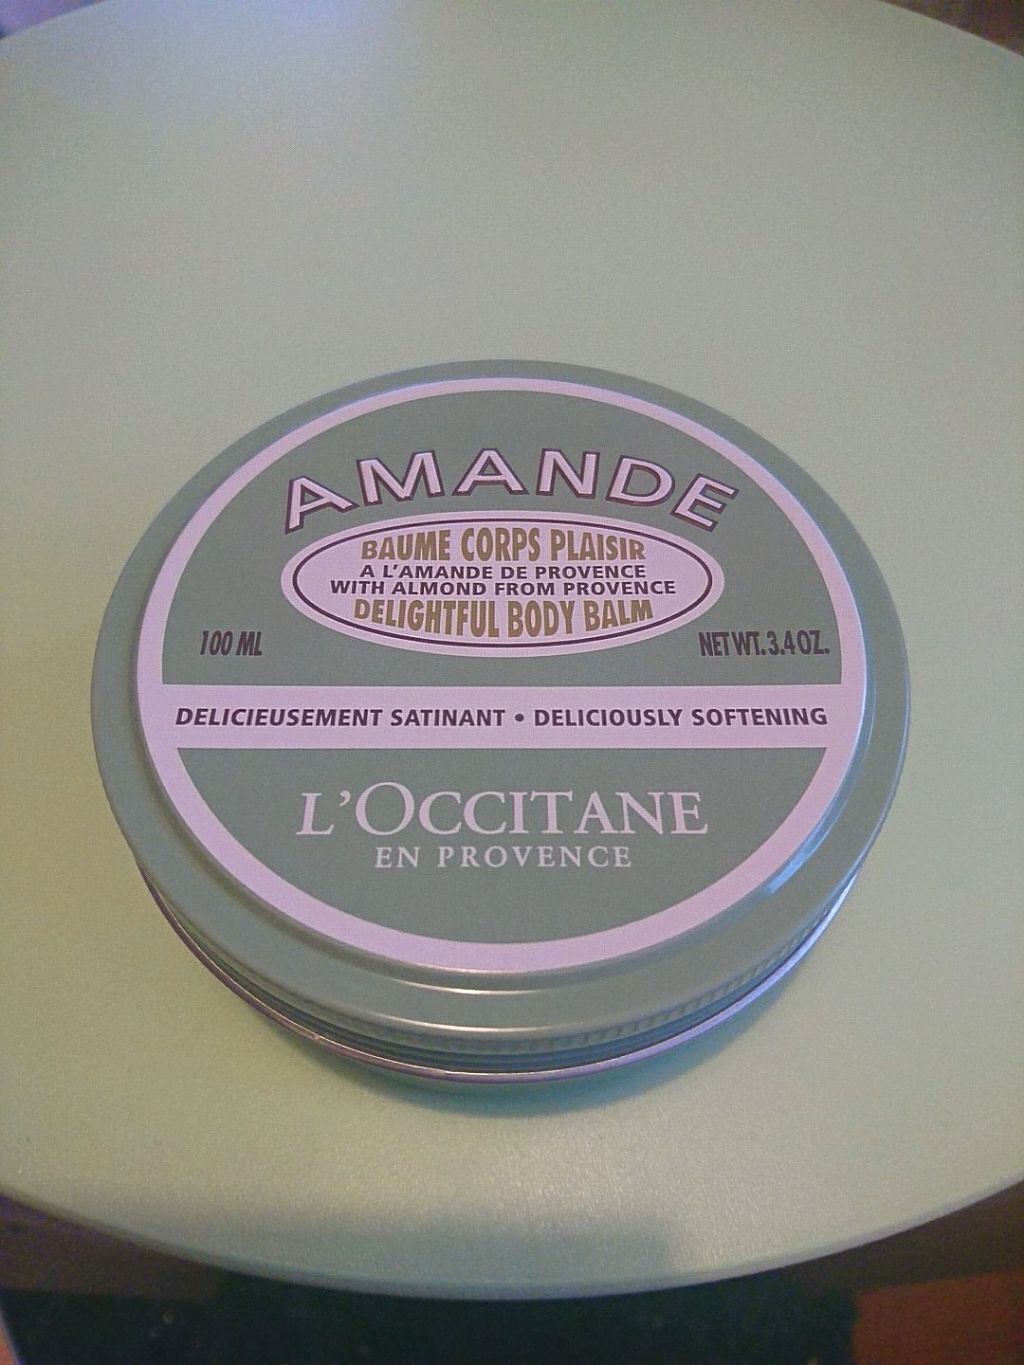 AMANDE
BAUME CORPS PLAISIR
A L'AMANDE DE PROVENCE
WITH ALMOND FROM PROVENCE
DELIGHTFUL BODY BALM
100 ML NET WT. 3.4 OZ.
DELICIEUSEMENT SATINANT • DELICIOUSLY SOFTENING
L'OCCITANE
EN PROVENCE